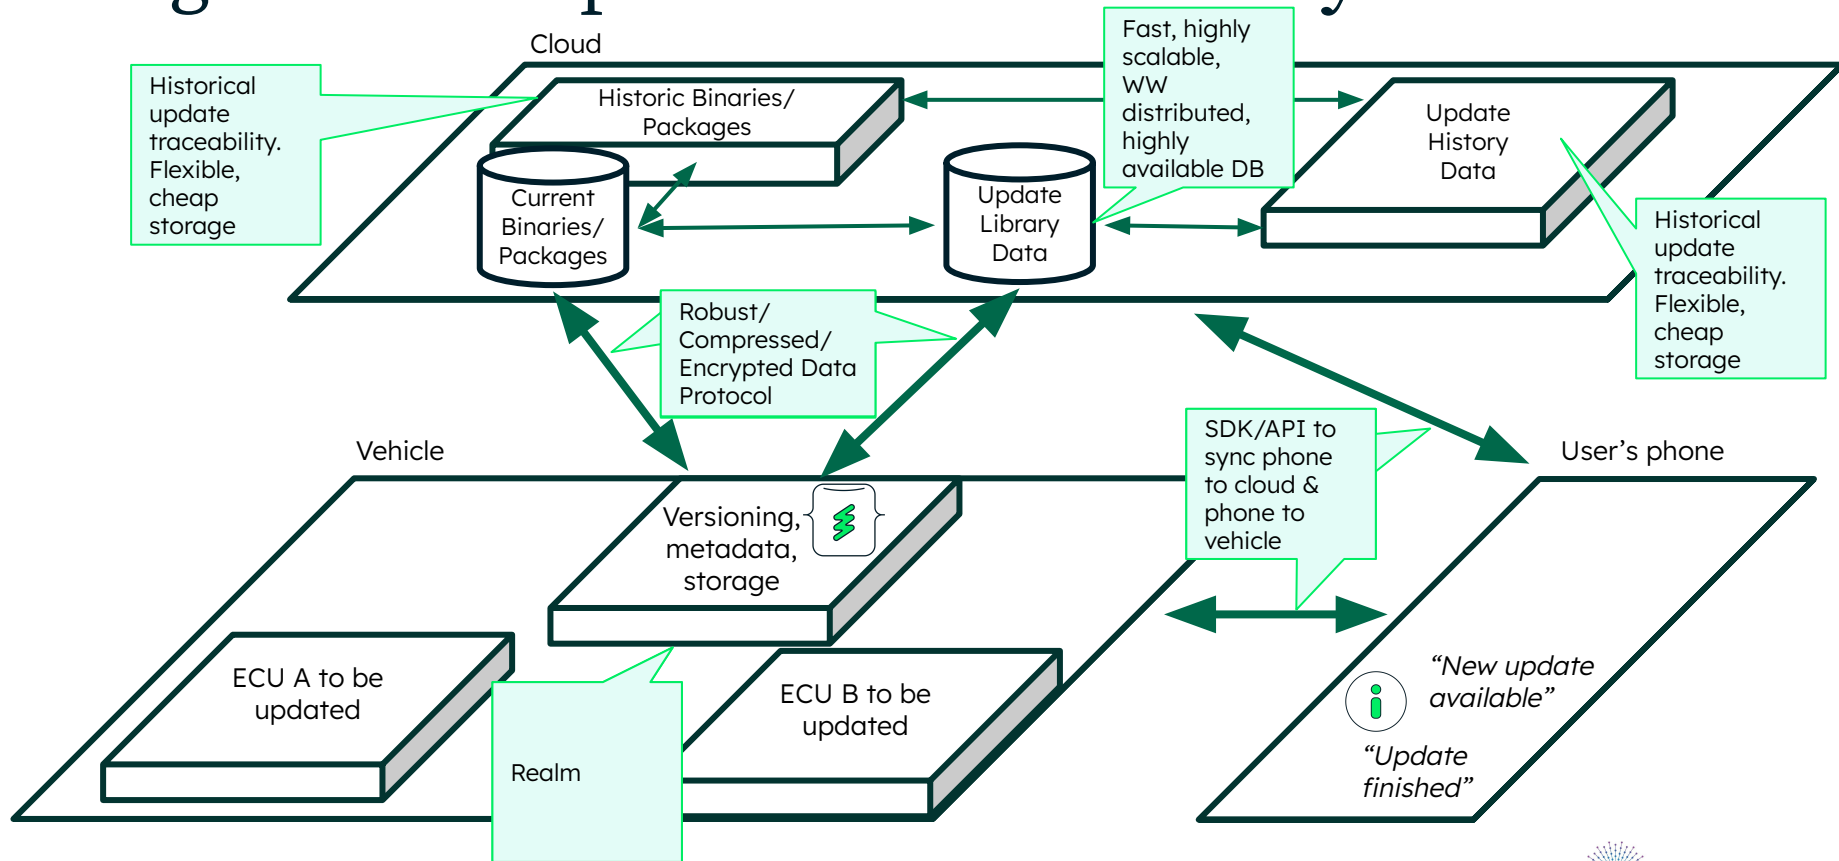 Cloud
Historical
update
traceability.
Flexible,
cheap
storage
Historic Binaries/
Packages
Fast, highly
scalable,
WW
distributed,
highly
available DB
Update
History
Data
Current
Binaries/
Packages
Update
Library
Data
Historical
update
traceability.
Flexible,
cheap
storage
Robust/
Compressed/
Encrypted Data
Protocol
Vehicle
SDK/API to
sync phone
to cloud &
phone to
vehicle
User’s phone
Versioning,
metadata,
storage
ECU A to be
updated
Realm
ECU B to be
updated
“New update
available”
“Update
finished”